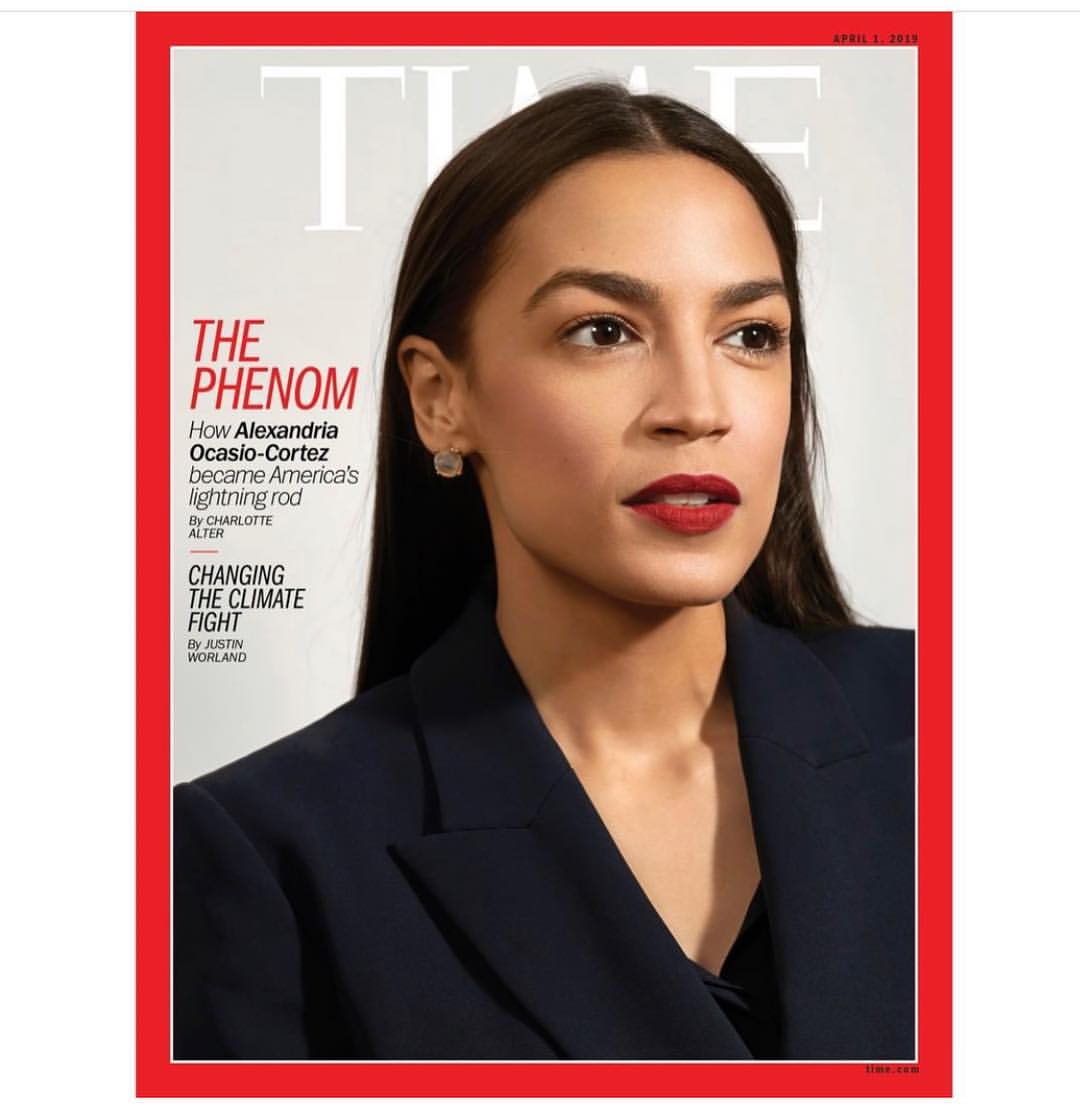 APRIL 1, 2019
TIME
THE
PHENOM
How Alexandria
Ocasio-Cortez
became America's
lightning rod
By CHARLOTTE
ALTER
CHANGING
THE CLIMATE
FIGHT
By JUSTIN
WORLAND
time.com